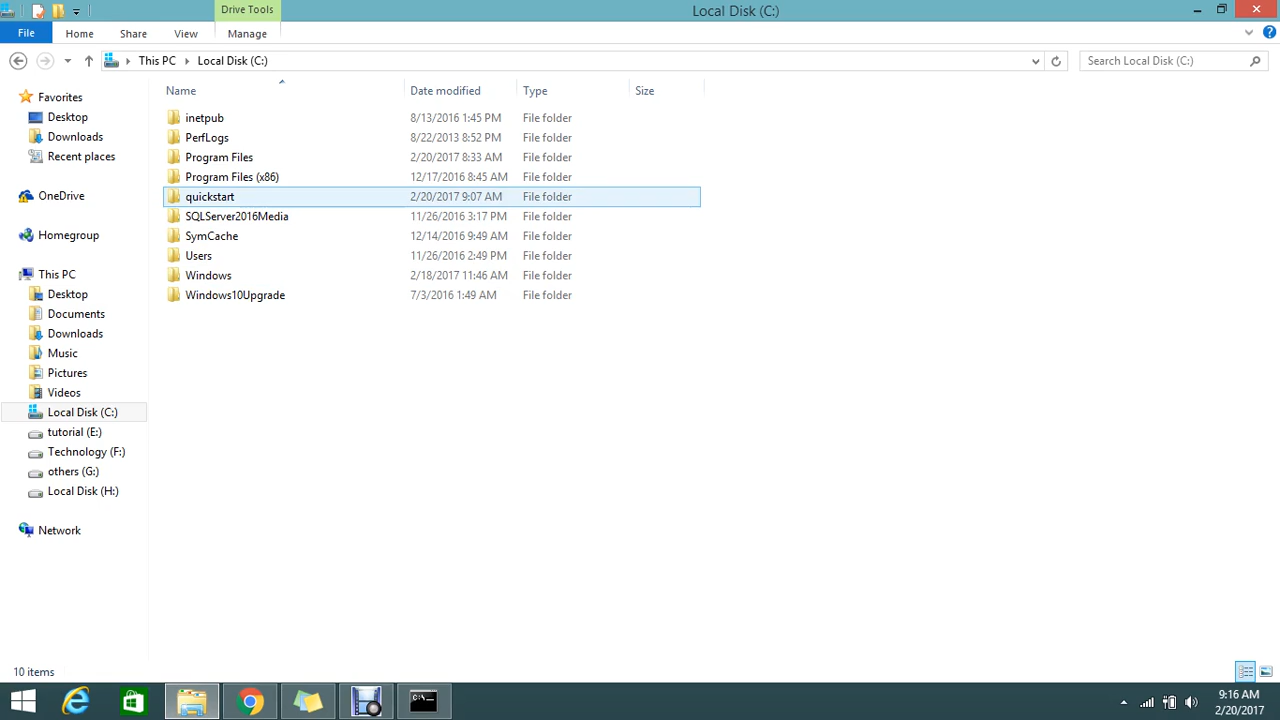 Drive Tools
Local Disk (C:)
File Home Share View Manage
This PC Local Disk (C:) Search Local Disk (C:)
Name Date modified Type Size
Favorites
Desktop
Downloads
Recent places
OneDrive
Homegroup
This PC
Desktop
Documents
Downloads
Music
Pictures
Videos
Local Disk (C:)
tutorial (E:)
Technology (F:)
others (G:)
Local Disk (H:)
Network
inetpub 8/13/2016 1:45 PM File folder
PerfLogs 8/22/2013 8:52 PM File folder
Program Files 2/20/2017 8:33 AM File folder
Program Files (x86) 12/17/2016 8:45 AM File folder
quickstart 2/20/2017 9:07 AM File folder
SQLServer2016Media 11/26/2016 3:17 PM File folder
SymCache 12/14/2016 9:49 AM File folder
Users 11/26/2016 2:49 PM File folder
Windows 2/18/2017 11:46 AM File folder
Windows10Upgrade 7/3/2016 1:49 AM File folder
10 items
9:16 AM
2/20/2017